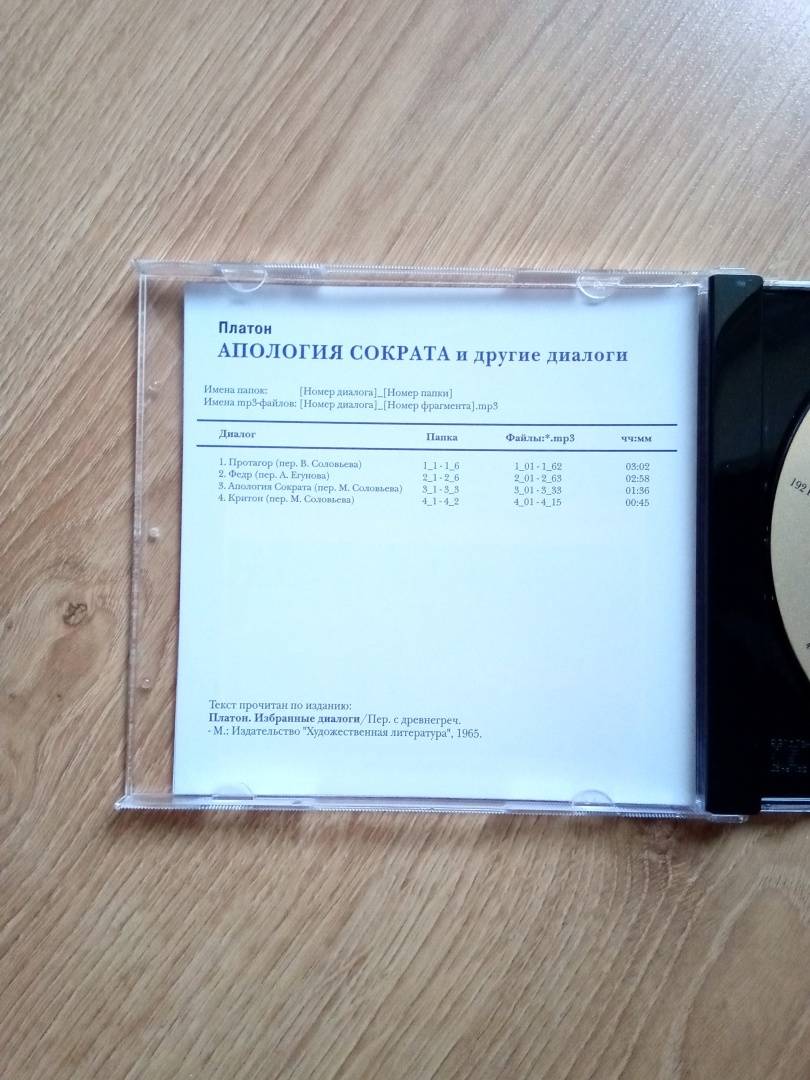 Платон
АПОЛОГИЯ СОКРАТА и другие диалоги
Имена папок: [Номер диалога]_[Номер папки]
Имена mp3-файлов: [Номер диалога]_[Номер фрагмента].mp3
Диалог Папка Файлы:*.mp3 чч:мм
1. Протагор (пер. В. Соловьева) 1_1 - 1_6 1_01 - 1_62 03:02
2. Федр (пер. А. Егунова) 2_1 - 2_6 2_01 - 2_63 02:58
3. Апология Сократа (пер. М. Соловьева) 3_1 - 3_3 3_01 - 3_33 01:36
4. Критон (пер. М. Соловьева) 4_1 - 4_2 4_01 - 4_15 00:45
Текст прочитан по изданию:
Платон. Избранные диалоги/Пер. с древнегреч.
- М.: Издательство "Художественная литература", 1965.
192